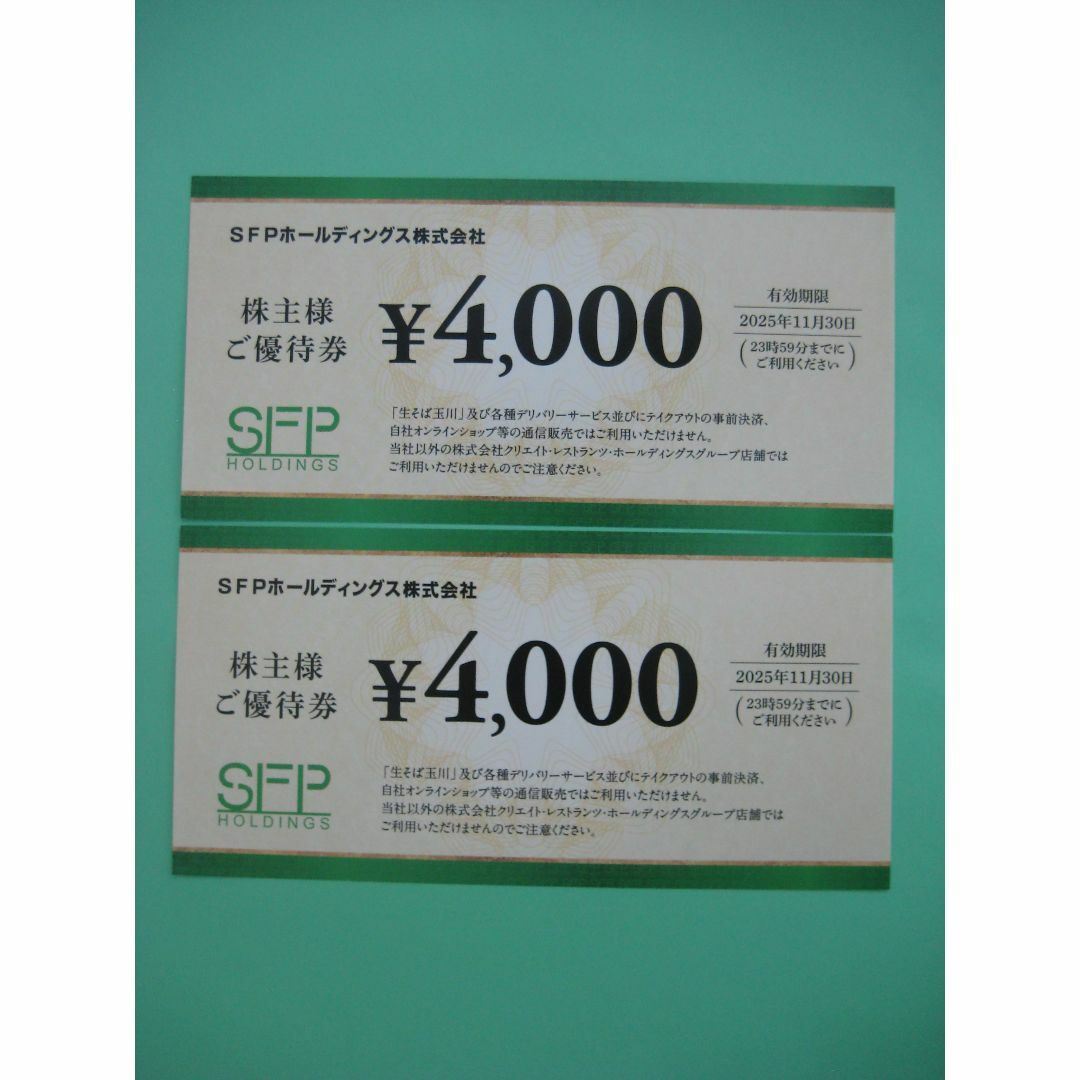 SFPホールディングス株式会社
株主様
ご優待券
¥4,000
有効期限
2025年11月30日
(23時59分までに
ご利用ください)
SFP
HOLDINGS
「生そば玉川」及び各種デリバリーサービス並びにテイクアウトの事前決済、
自社オンラインショップ等の通信販売ではご利用いただけません。
当社以外の株式会社クリエイト・レストランツ・ホールディングスグループ店舗では
ご利用いただけませんのでご注意ください。
SFPホールディングス株式会社
株主様
ご優待券
¥4,000
有効期限
2025年11月30日
(23時59分までに
ご利用ください)
SFP
HOLDINGS
「生そば玉川」及び各種デリバリーサービス並びにテイクアウトの事前決済、
自社オンラインショップ等の通信販売ではご利用いただけません。
当社以外の株式会社クリエイト・レストランツ・ホールディングスグループ店舗では
ご利用いただけませんのでご注意ください。